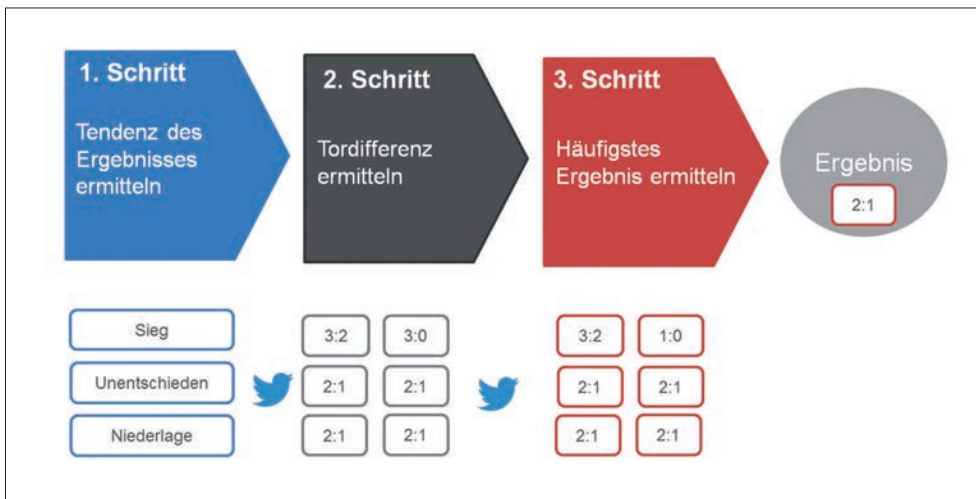 1. Schritt
Tendenz des
Ergebnisses
ermitteln
2. Schritt
Tordifferenz
ermitteln
3. Schritt
Häufigstes
Ergebnis ermitteln
Ergebnis
2:1
Sieg
Unentschieden
Niederlage
3:2 3:0
2:1 2:1
2:1 2:1
3:2 1:0
2:1 2:1
2:1 2:1